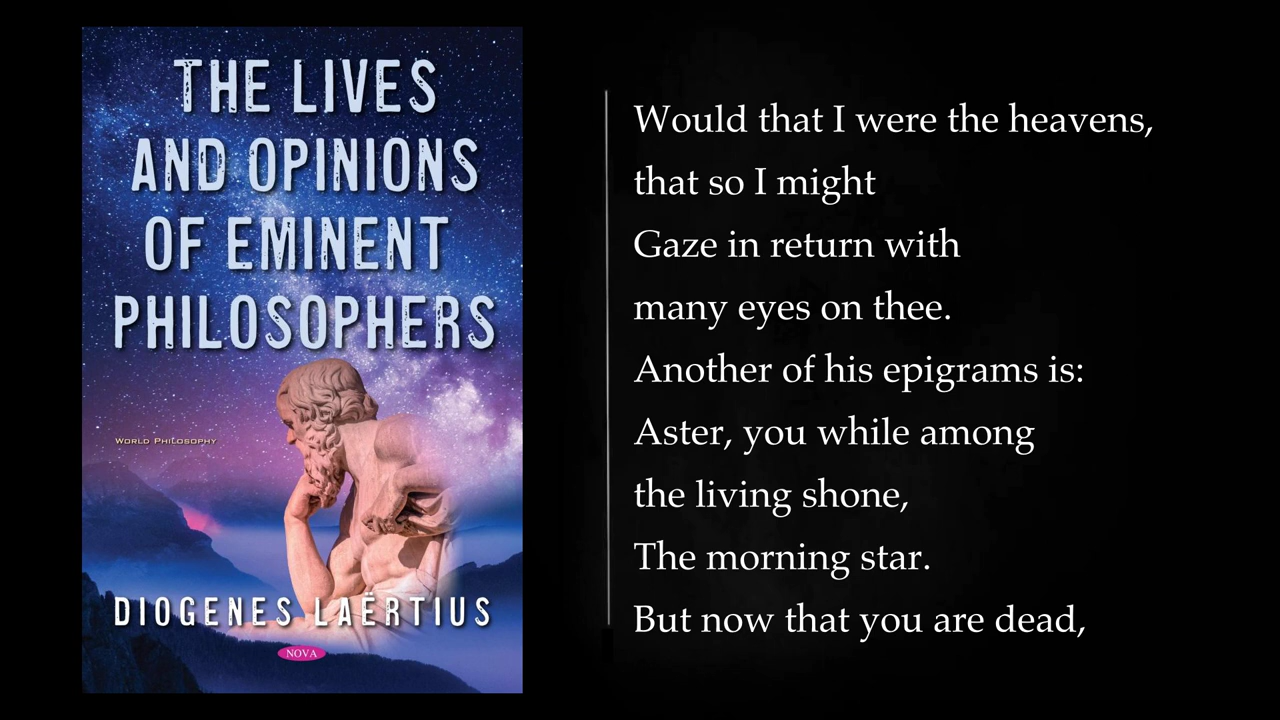 THE LIVES
AND OPINIONS
OF EMINENT
PHILOSOPHERS
WORLD PHILOSOPHY
DIOGENES LAËRTIUS
NOVA
Would that I were the heavens,
that so I might
Gaze in return with
many eyes on thee.
Another of his epigrams is:
Aster, you while among
the living shone,
The morning star.
But now that you are dead,